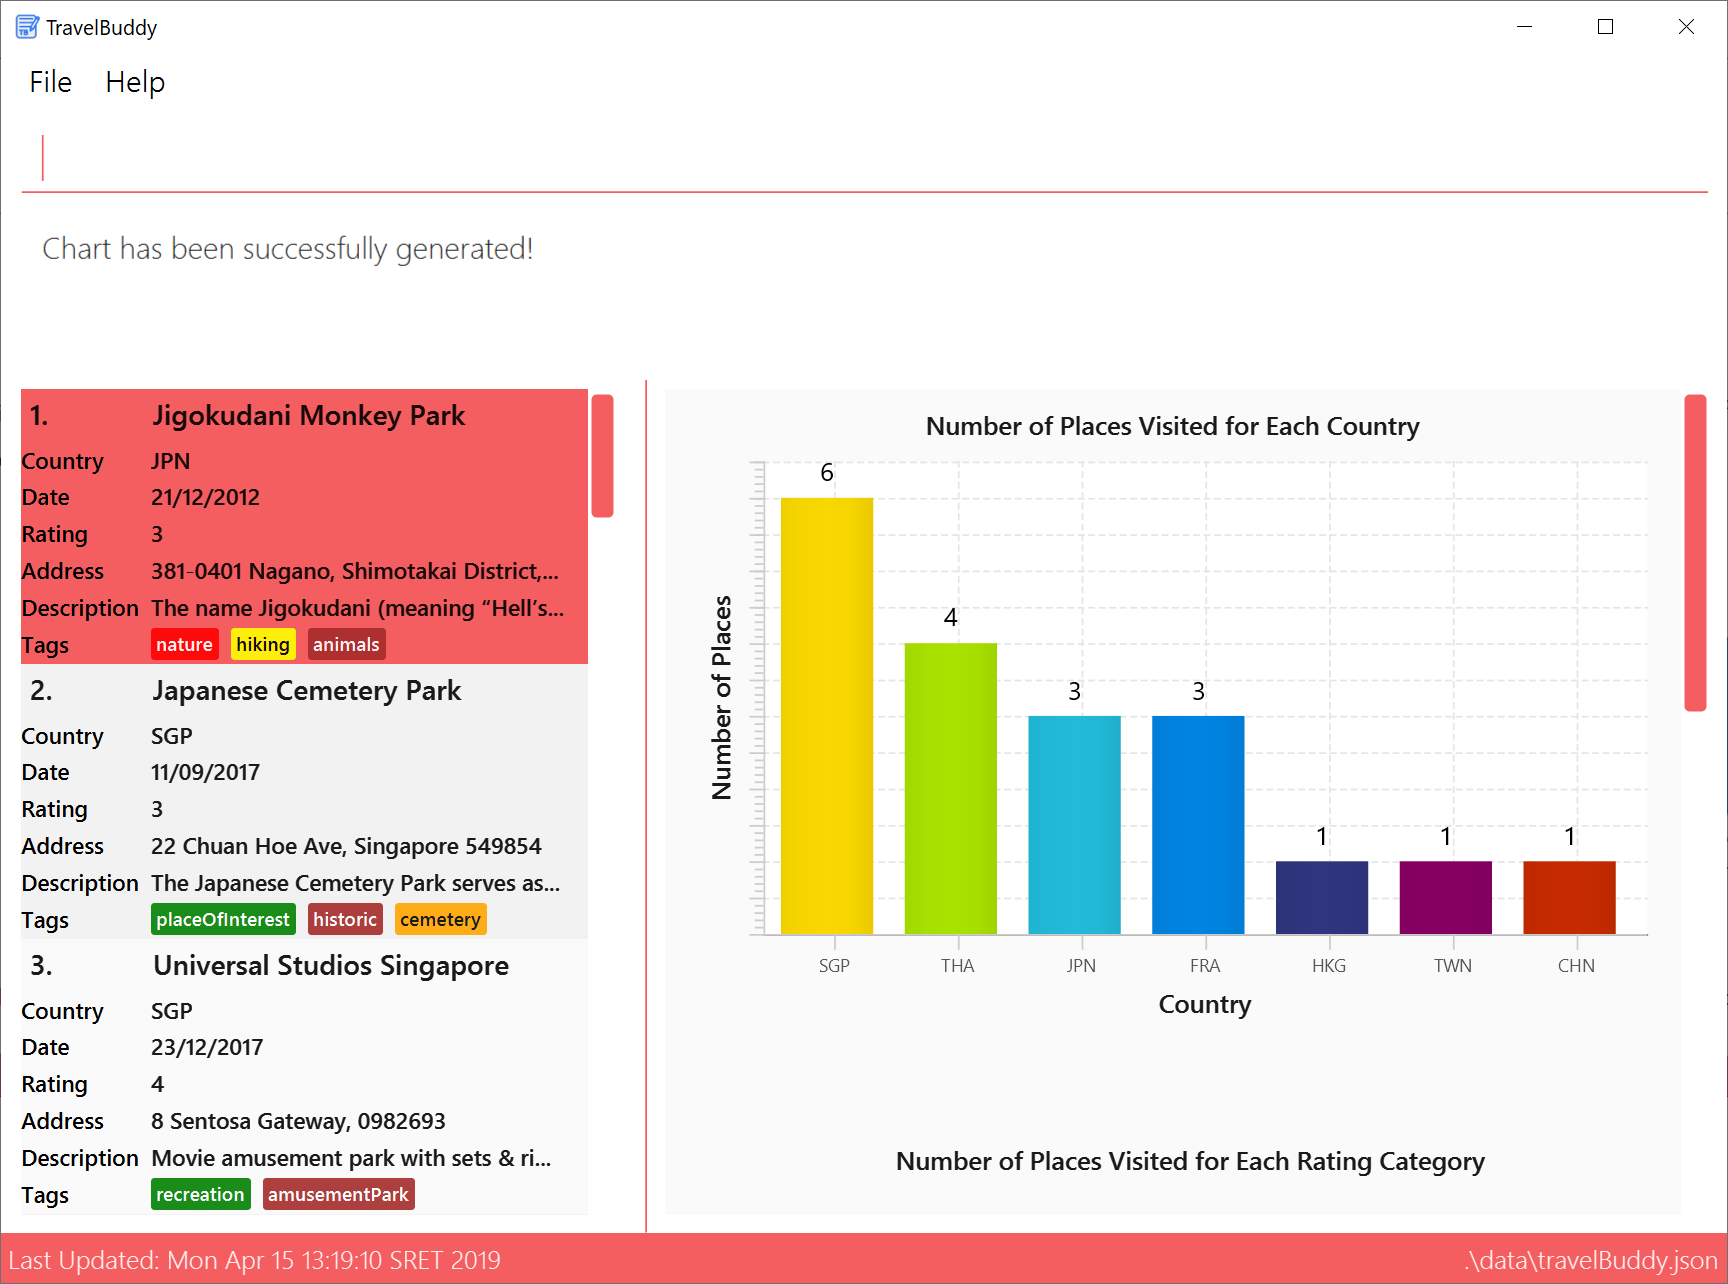 TravelBuddy
File Help
Chart has been successfully generated!
1. Jigokudani Monkey Park
Country JPN
Date 21/12/2012
Rating 3
Address 381-0401 Nagano, Shimotakai District,...
Description The name Jigokudani (meaning “Hell’s...
Tags nature hiking animals
2. Japanese Cemetery Park
Country SGP
Date 11/09/2017
Rating 3
Address 22 Chuan Hoe Ave, Singapore 549854
Description The Japanese Cemetery Park serves as...
Tags placeOfInterest historic cemetery
3. Universal Studios Singapore
Country SGP
Date 23/12/2017
Rating 4
Address 8 Sentosa Gateway, 0982693
Description Movie amusement park with sets & ri...
Tags recreation amusementPark
Number of Places Visited for Each Country
Number of Places
6 4 3 3 1 1 1
SGP THA JPN FRA HKG TWN CHN
Country
Number of Places Visited for Each Rating Category
Last Updated: Mon Apr 15 13:19:10 SRET 2019
.\data\travelBuddy.json